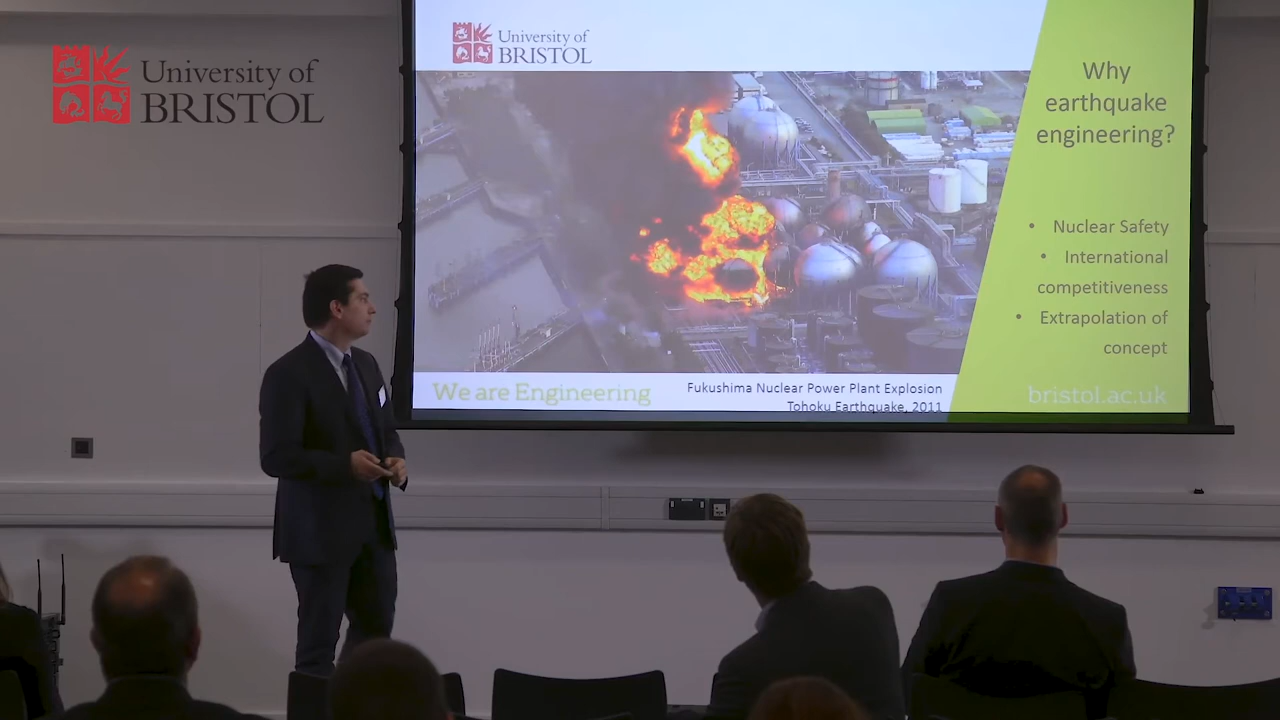 University of
BRISTOL
University of
BRISTOL
Why
earthquake
engineering?
• Nuclear Safety
• International
competitiveness
• Extrapolation of
concept
We are Engineering
Fukushima Nuclear Power Plant Explosion
Tohoku Earthquake, 2011
bristol.ac.uk